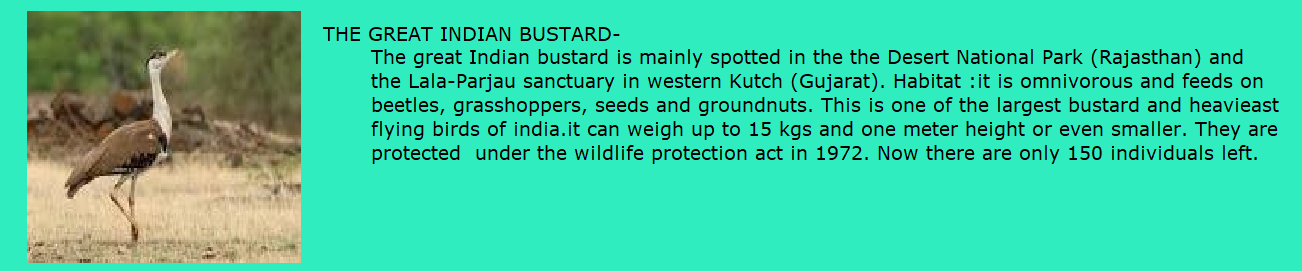 THE GREAT INDIAN BUSTARD-
The great Indian bustard is mainly spotted in the the Desert National Park (Rajasthan) and
the Lala-Parjau sanctuary in western Kutch (Gujarat). Habitat :it is omnivorous and feeds on
beetles, grasshoppers, seeds and groundnuts. This is one of the largest bustard and heavieast
flying birds of india.it can weigh up to 15 kgs and one meter height or even smaller. They are
protected  under the wildlife protection act in 1972. Now there are only 150 individuals left.